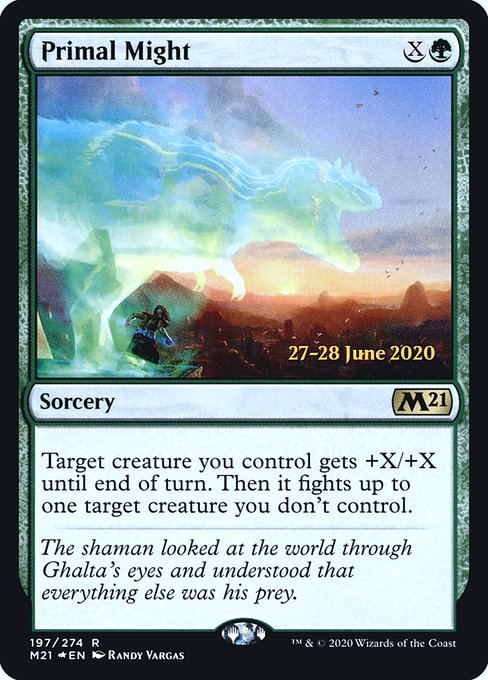 Primal Might X
27–28 June 2020
Sorcery M21
Target creature you control gets +X/+X
until end of turn. Then it fights up to
one target creature you don't control.
The shaman looked at the world through
Ghalta's eyes and understood that
everything else was his prey.
197/274 R ™ & © 2020 Wizards of the Coast
M21 ★ EN Randy Vargas